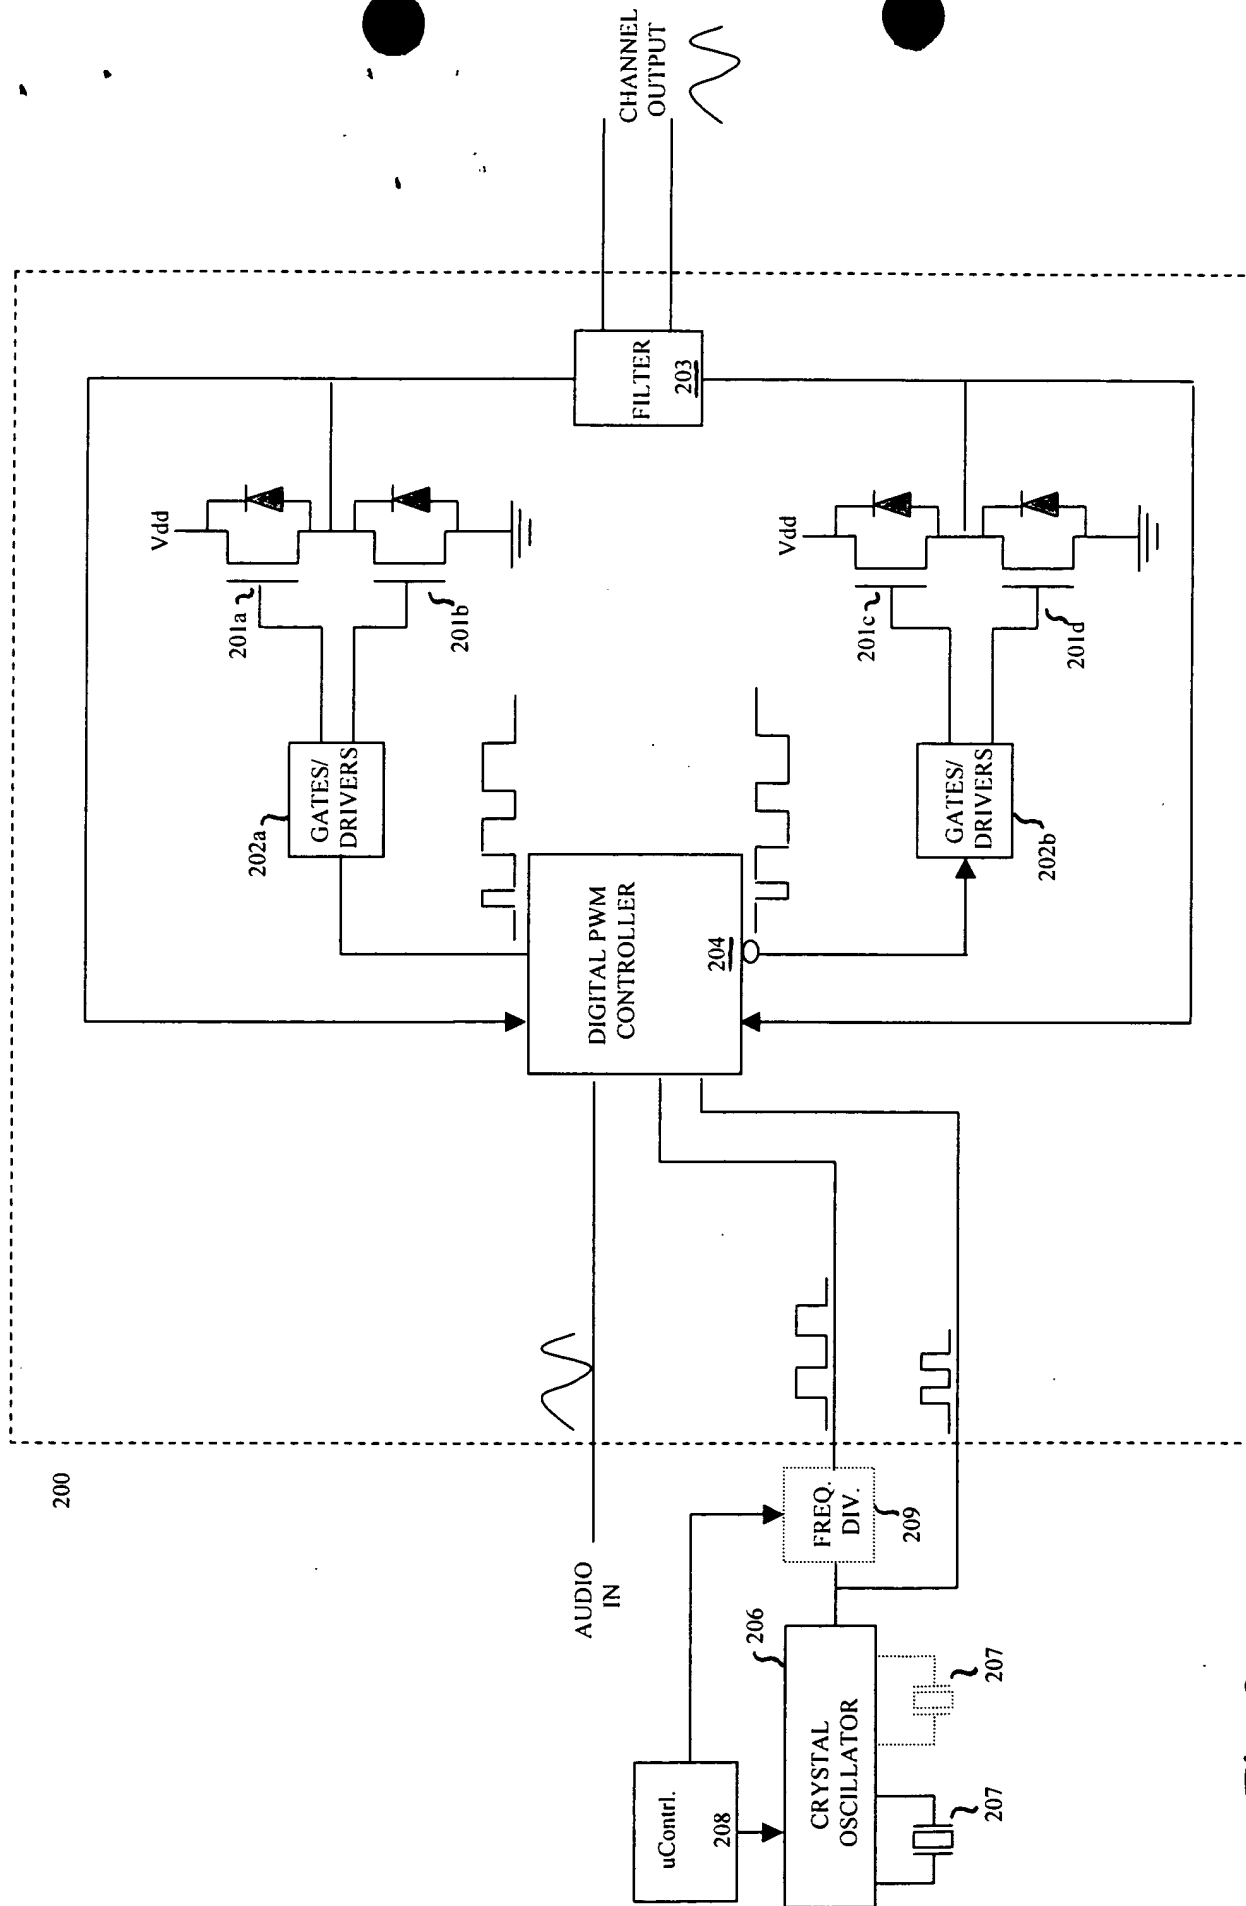 200
AUDIO
IN
uContrl.
208
CRYSTAL
OSCILLATOR
206
207
207
FREQ.
DIV.
209
DIGITAL PWM
CONTROLLER
204
202a
GATES/
DRIVERS
201a
201b
Vdd
GATES/
DRIVERS
202b
201c
201d
Vdd
FILTER
203
CHANNEL
OUTPUT